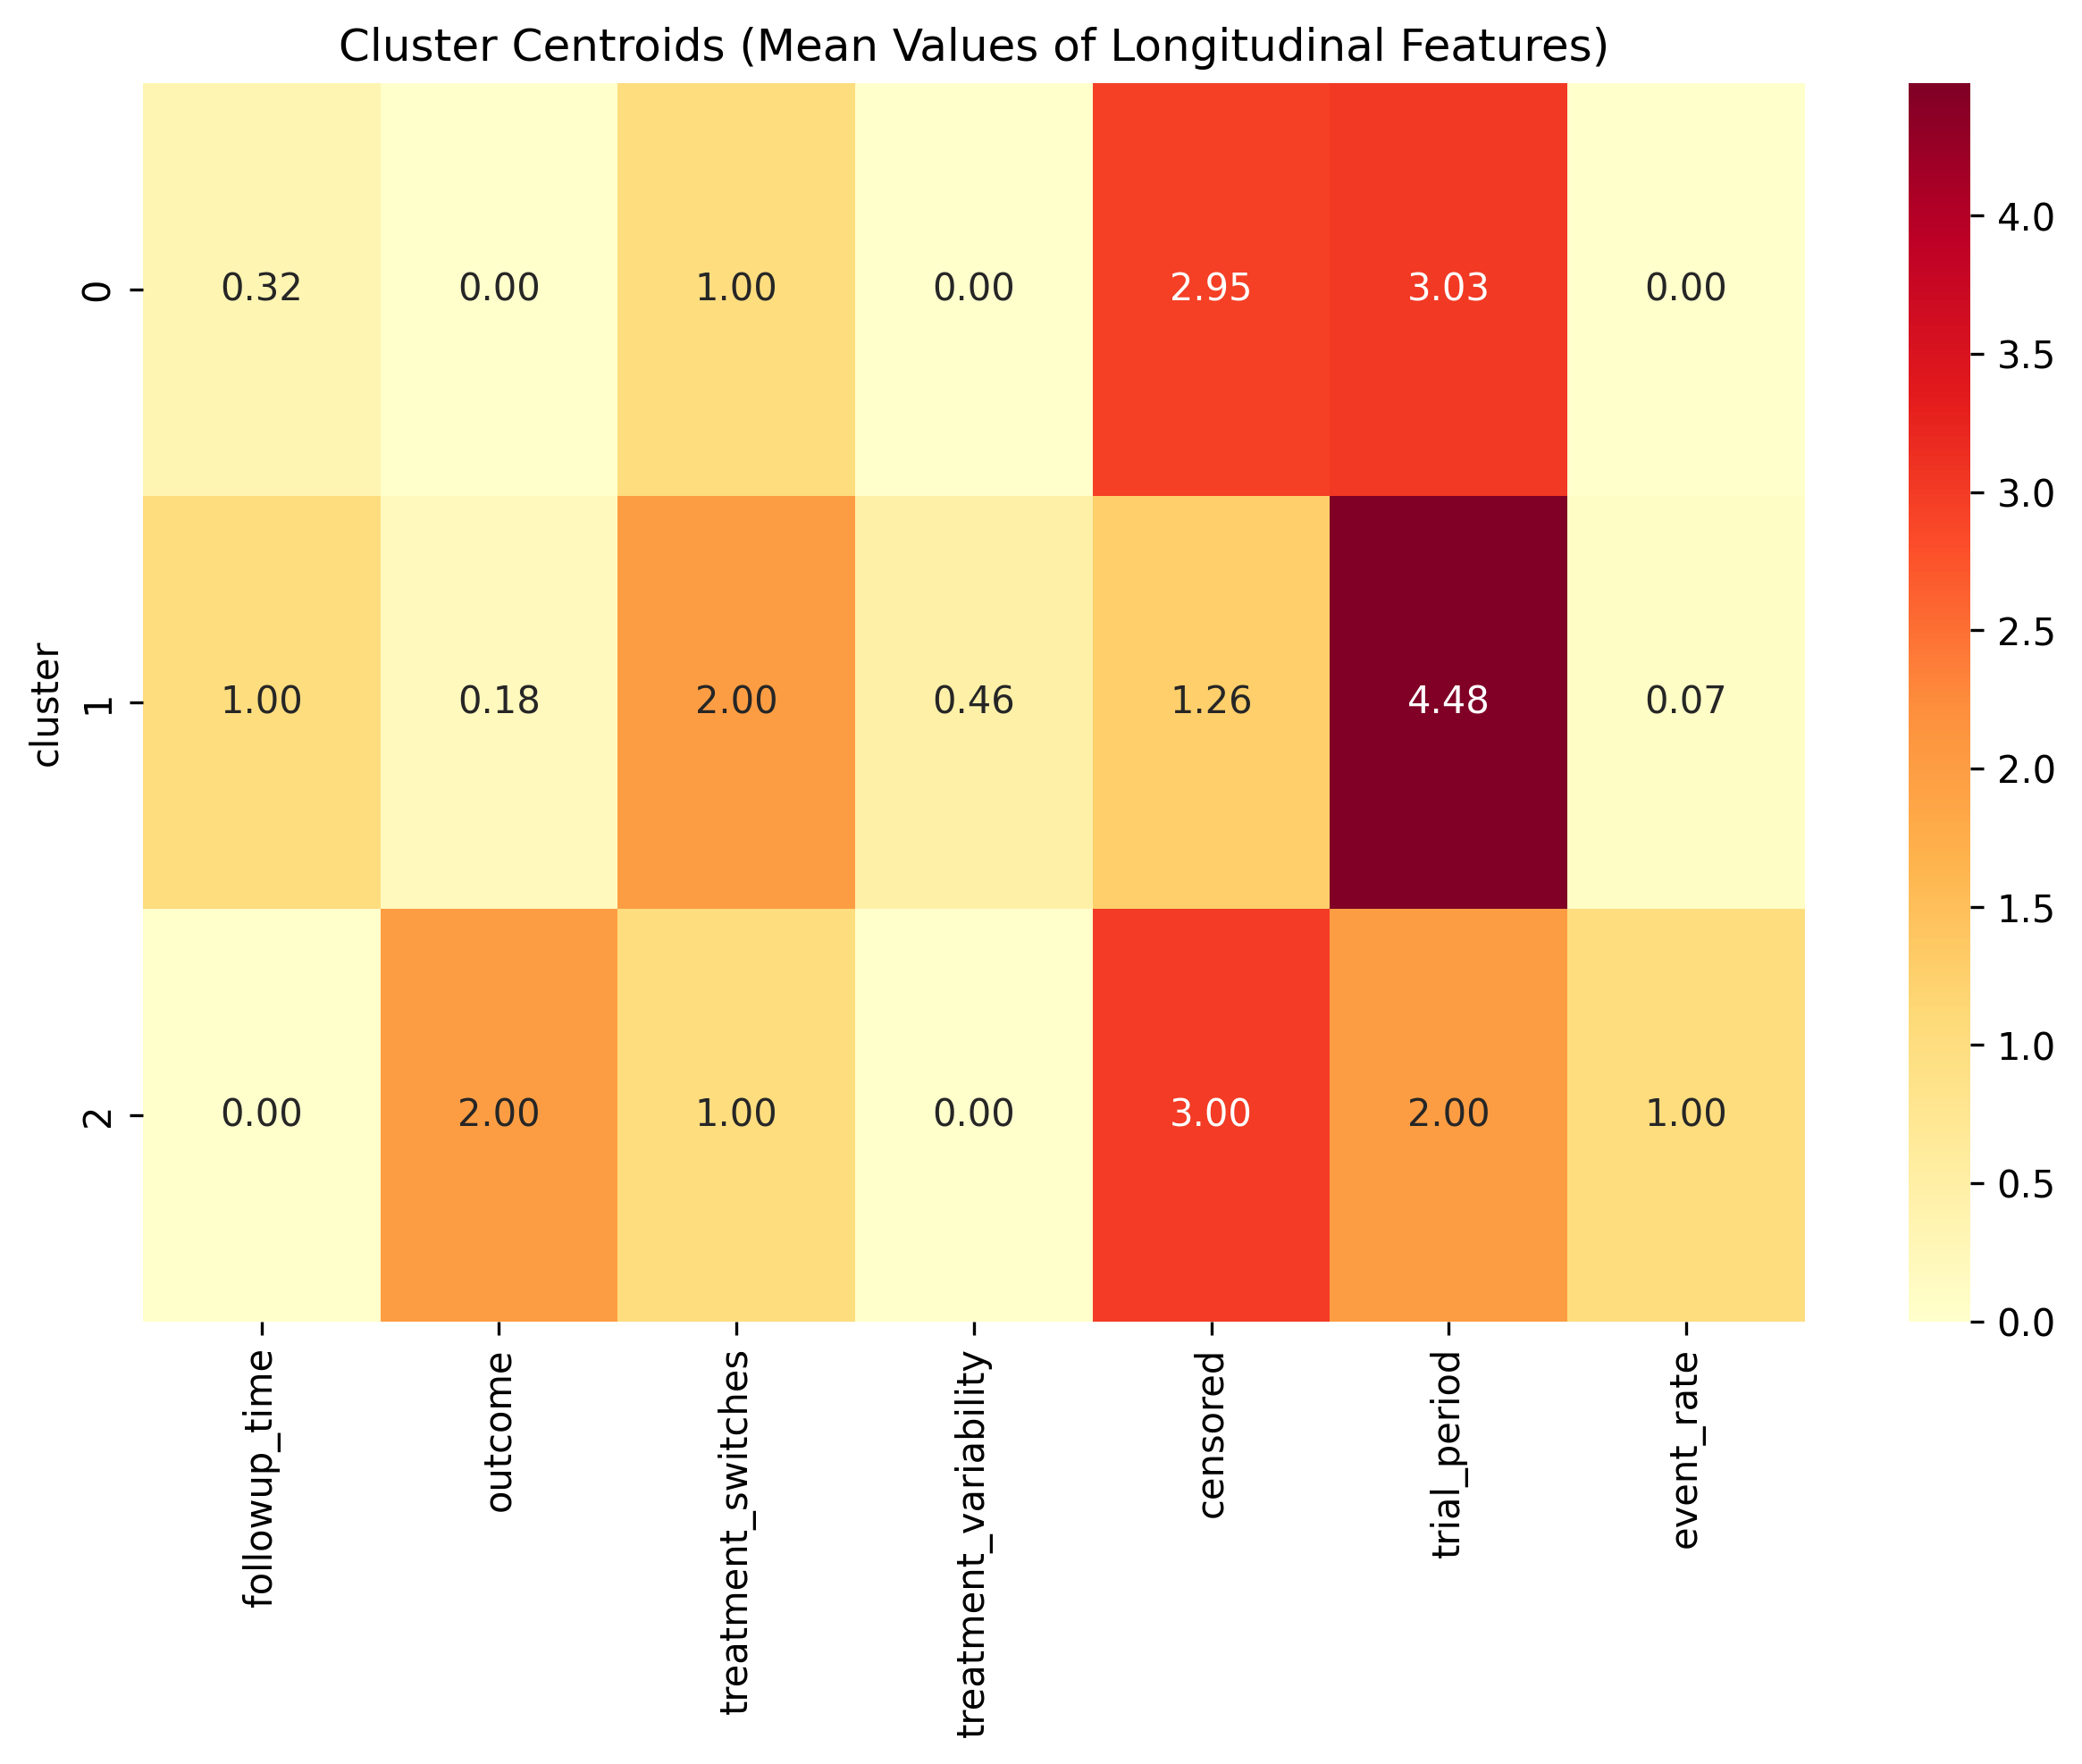 Cluster Centroids (Mean Values of Longitudinal Features)
cluster
0
0.32 0.00 1.00 0.00 2.95 3.03 0.00
1
1.00 0.18 2.00 0.46 1.26 4.48 0.07
2
0.00 2.00 1.00 0.00 3.00 2.00 1.00
followup_time
outcome
treatment_switches
treatment_variability
censored
trial_period
event_rate
4.0
3.5
3.0
2.5
2.0
1.5
1.0
0.5
0.0